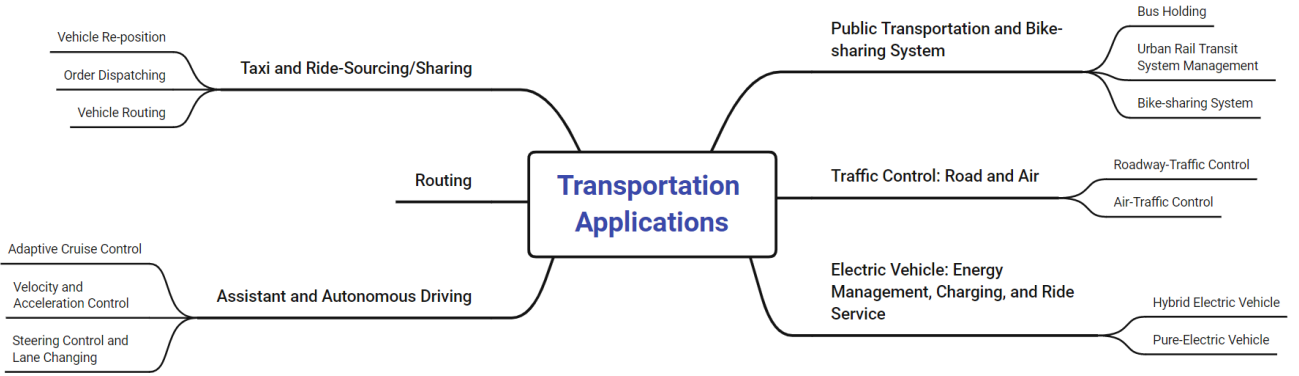 Transportation
Applications
Taxi and Ride-Sourcing/Sharing
Vehicle Re-position
Order Dispatching
Vehicle Routing
Routing
Assistant and Autonomous Driving
Adaptive Cruise Control
Velocity and
Acceleration Control
Steering Control and
Lane Changing
Public Transportation and Bike-
sharing System
Bus Holding
Urban Rail Transit
System Management
Bike-sharing System
Traffic Control: Road and Air
Roadway-Traffic Control
Air-Traffic Control
Electric Vehicle: Energy
Management, Charging, and Ride
Service
Hybrid Electric Vehicle
Pure-Electric Vehicle